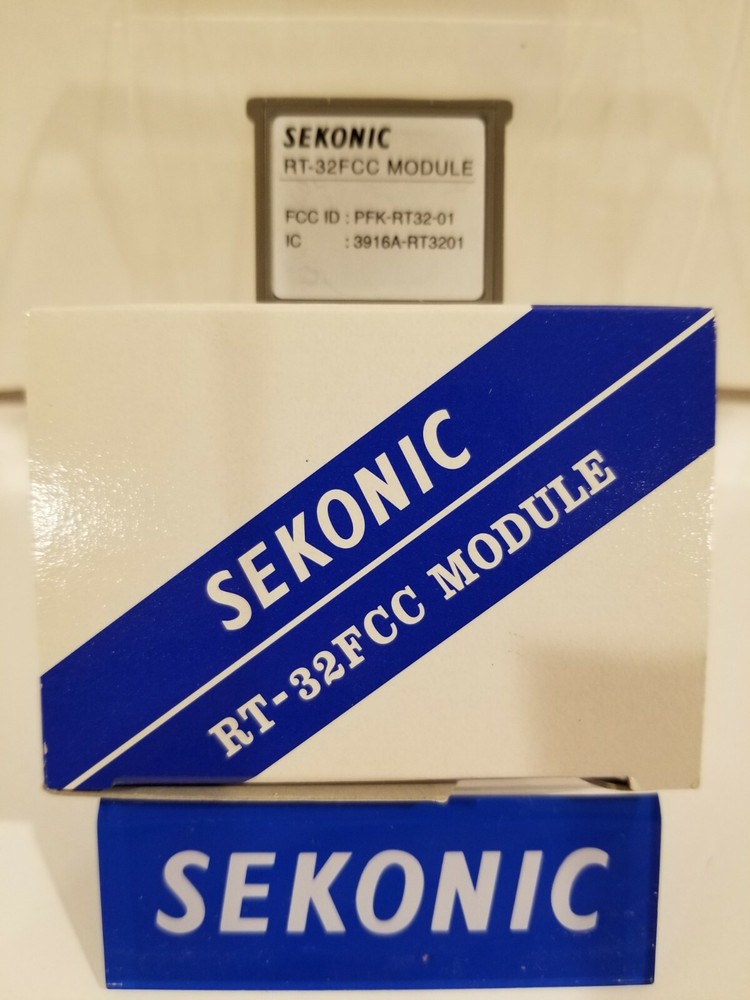 SEKONIC
RT-32FCC MODULE
FCC ID : PFK-RT32-01
IC : 3916A-RT3201
SEKONIC
RT-32FCC MODULE
SEKONIC